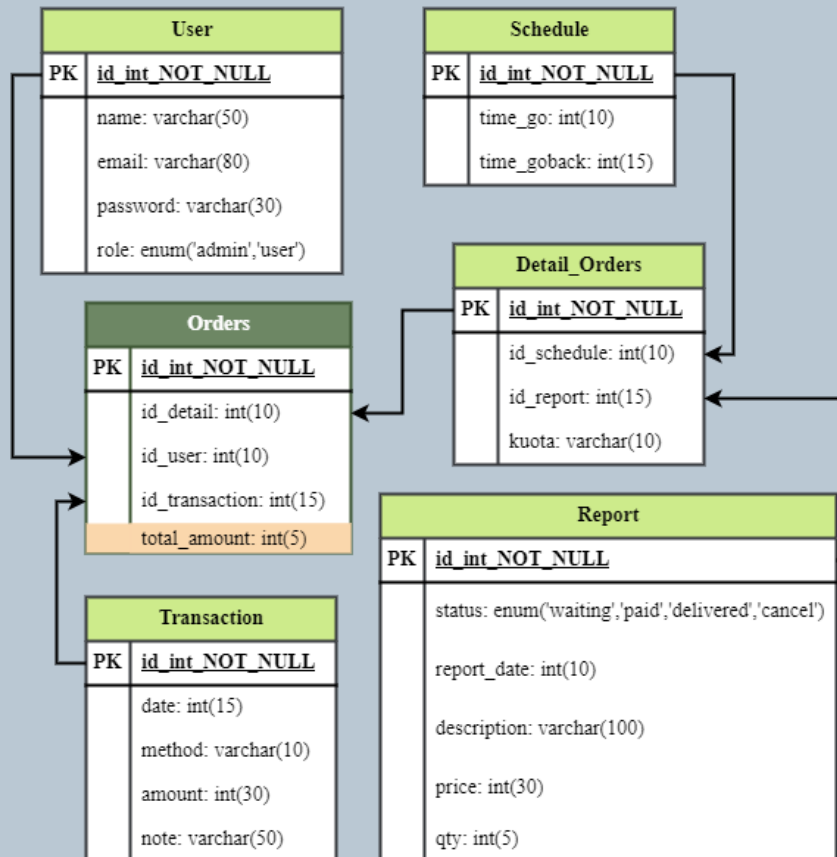 User
PK id_int_NOT_NULL
name: varchar(50)
email: varchar(80)
password: varchar(30)
role: enum('admin','user')
Schedule
PK id_int_NOT_NULL
time_go: int(10)
time_goback: int(15)
Detail_Orders
PK id_int_NOT_NULL
id_schedule: int(10)
id_report: int(15)
kuota: varchar(10)
Orders
PK id_int_NOT_NULL
id_detail: int(10)
id_user: int(10)
id_transaction: int(15)
total_amount: int(5)
Report
PK id_int_NOT_NULL
status: enum('waiting','paid','delivered','cancel')
report_date: int(10)
description: varchar(100)
price: int(30)
qty: int(5)
Transaction
PK id_int_NOT_NULL
date: int(15)
method: varchar(10)
amount: int(30)
note: varchar(50)